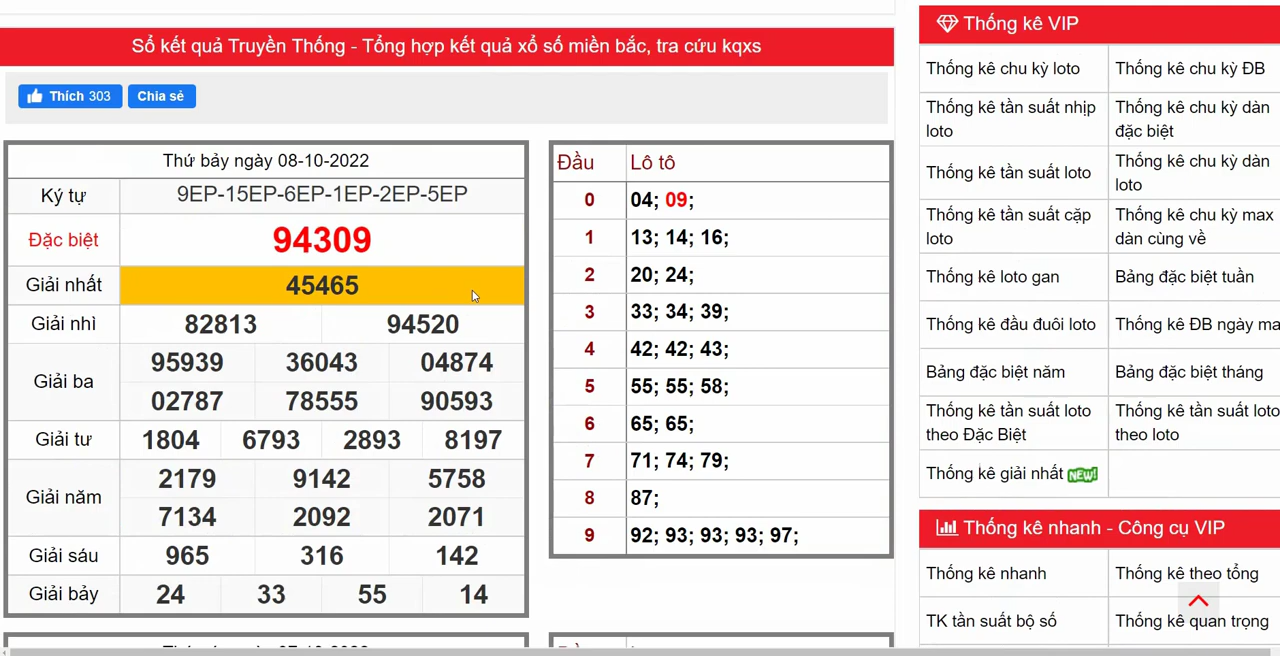 Sổ kết quả Truyền Thống - Tổng hợp kết quả xổ số miền bắc, tra cứu kqxs
Thích 303 Chia sẻ
Thứ bảy ngày 08-10-2022
Ký tự 9EP-15EP-6EP-1EP-2EP-5EP
Đặc biệt 94309
Giải nhất 45465
Giải nhì 82813 94520
Giải ba 95939 36043 04874
02787 78555 90593
Giải tư 1804 6793 2893 8197
Giải năm 2179 9142 5758
7134 2092 2071
Giải sáu 965 316 142
Giải bảy 24 33 55 14
Đầu Lô tô
0 04; 09;
1 13; 14; 16;
2 20; 24;
3 33; 34; 39;
4 42; 42; 43;
5 55; 55; 58;
6 65; 65;
7 71; 74; 79;
8 87;
9 92; 93; 93; 93; 97;
Thống kê VIP
Thống kê chu kỳ loto Thống kê chu kỳ ĐB
Thống kê tần suất nhịp loto Thống kê chu kỳ dàn đặc biệt
Thống kê tần suất loto Thống kê chu kỳ dàn loto
Thống kê tần suất cặp loto Thống kê chu kỳ max dàn cùng về
Thống kê loto gan Bảng đặc biệt tuần
Thống kê đầu đuôi loto Thống kê ĐB ngày
Bảng đặc biệt năm Bảng đặc biệt tháng
Thống kê tần suất loto theo Đặc Biệt Thống kê tần suất loto theo loto
Thống kê giải nhất NEW!
Thống kê nhanh - Công cụ VIP
Thống kê nhanh Thống kê theo tổng
TK tần suất bộ số Thống kê quan trọng